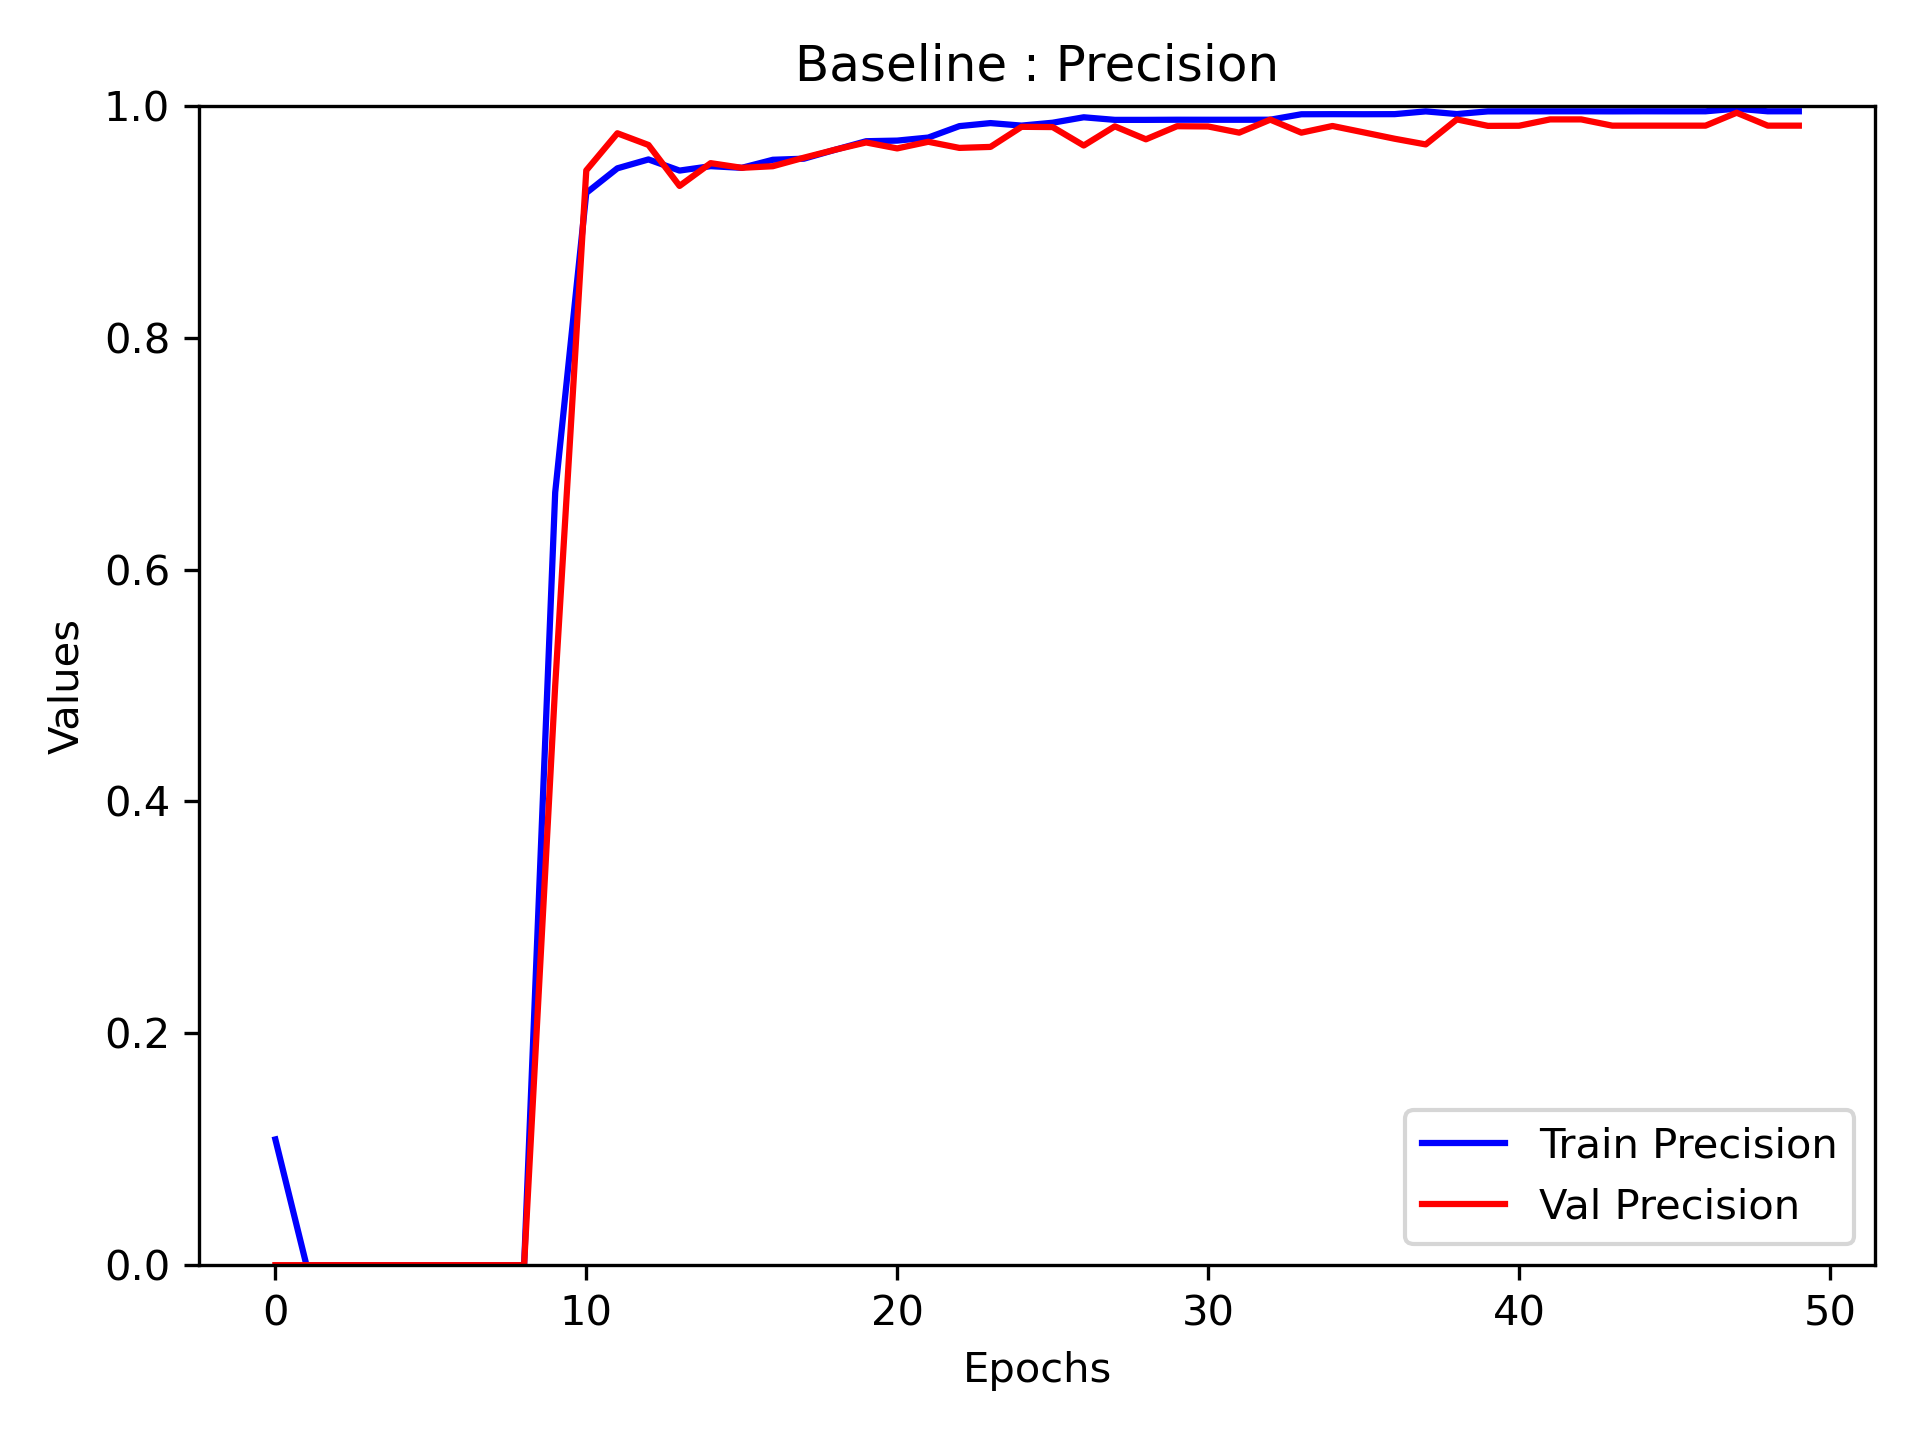 Baseline : Precision
1.0
0.8
0.6
0.4
0.2
0.0
Values
0 10 20 30 40 50
Epochs
Train Precision
Val Precision